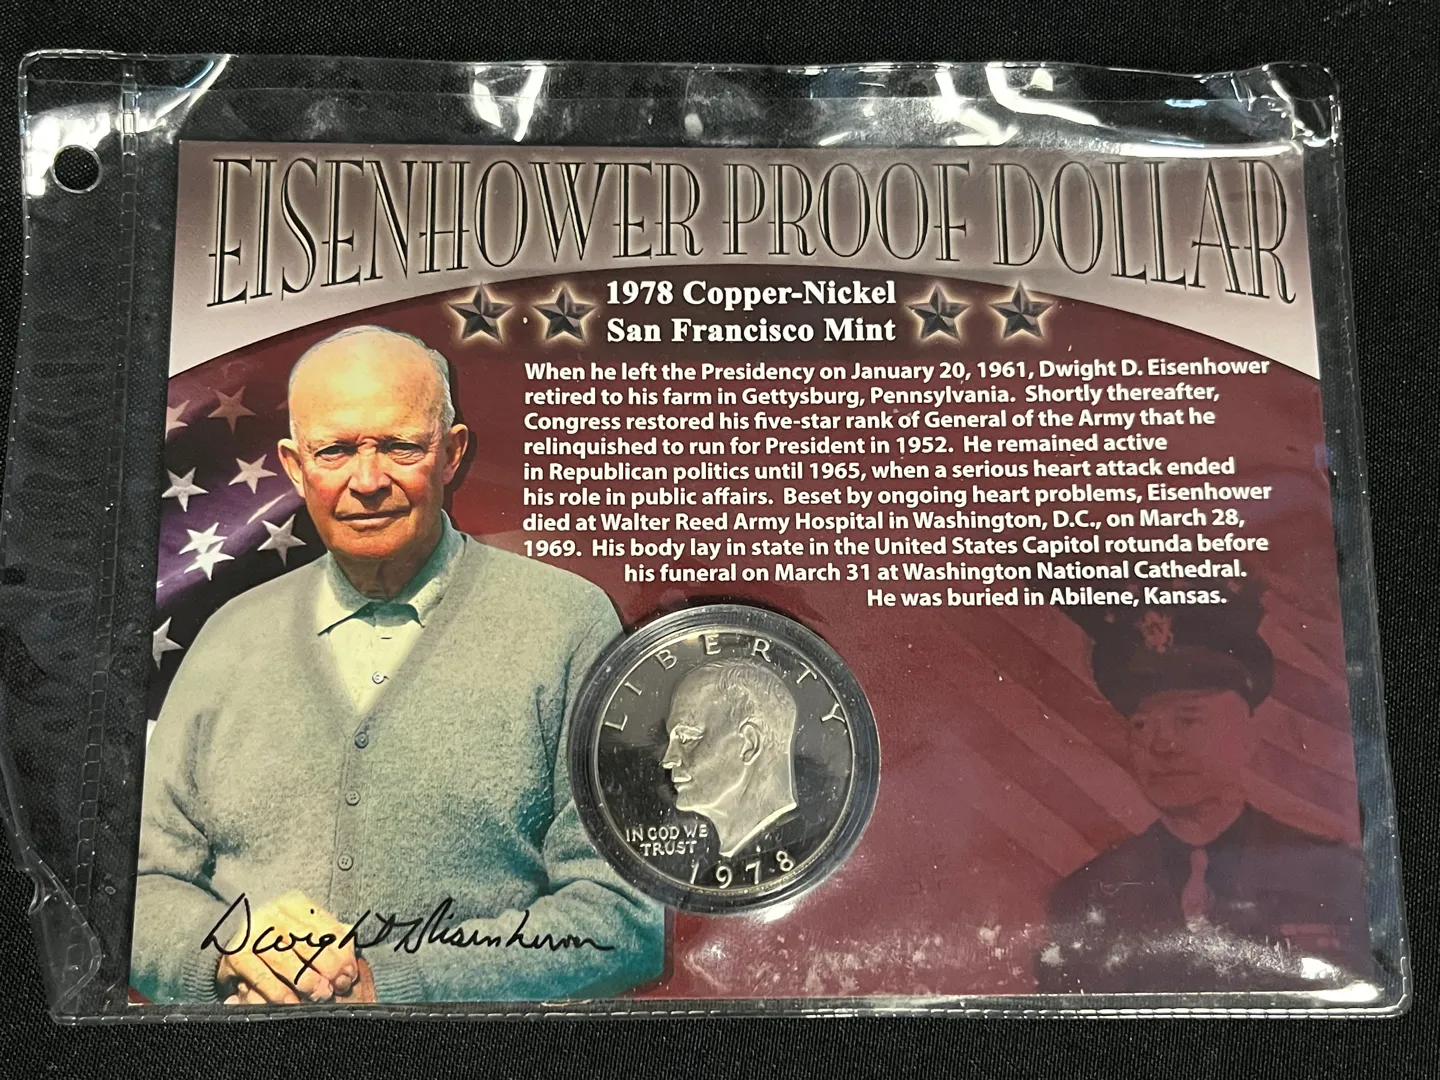 EISENHOWER PROOF DOLLAR
1978 Copper-Nickel
San Francisco Mint
When he left the Presidency on January 20, 1961, Dwight D. Eisenhower
retired to his farm in Gettysburg, Pennsylvania. Shortly thereafter,
Congress restored his five-star rank of General of the Army that he
relinquished to run for President in 1952. He remained active
in Republican politics until 1965, when a serious heart attack ended
his role in public affairs. Beset by ongoing heart problems, Eisenhower
died at Walter Reed Army Hospital in Washington, D.C., on March 28,
1969. His body lay in state in the United States Capitol rotunda before
his funeral on March 31 at Washington National Cathedral.
He was buried in Abilene, Kansas.
LIBERTY
IN GOD WE
TRUST
1978
Dwight D Eisenhower